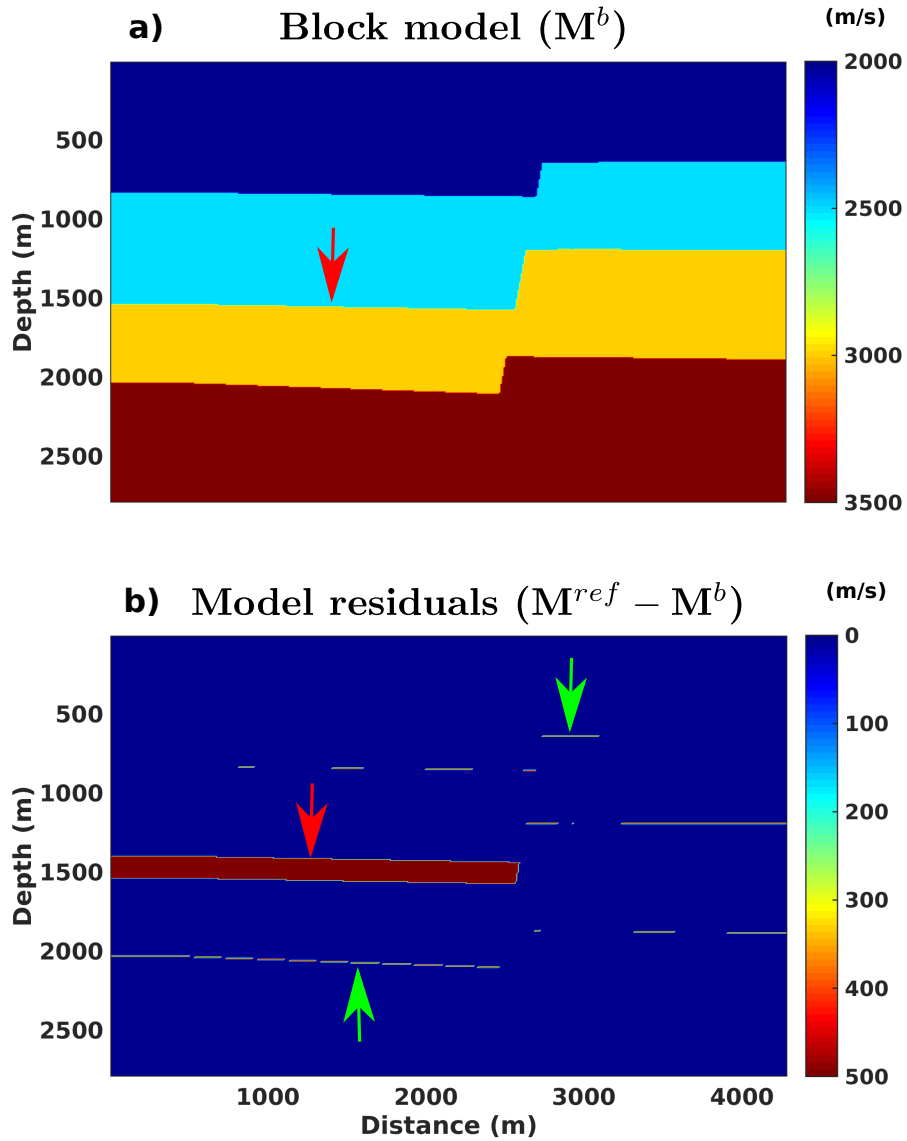 a) Block model (M^b)
(m/s)
2000
500
1000
2500
1500
3000
2000
2500
3500
Depth (m)
b) Model residuals (M^ref − M^b)
(m/s)
0
500
100
1000
200
1500
300
2000
400
2500
500
Depth (m)
1000 2000 3000 4000
Distance (m)